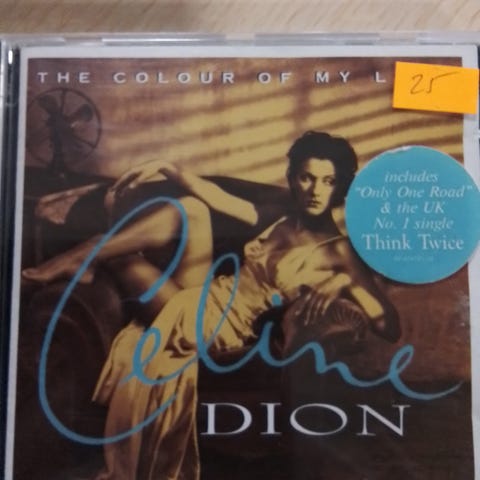 THE COLOUR OF MY L
25
includes
"Only One Road"
& the UK
No. 1 single
Think Twice
Celine
DION